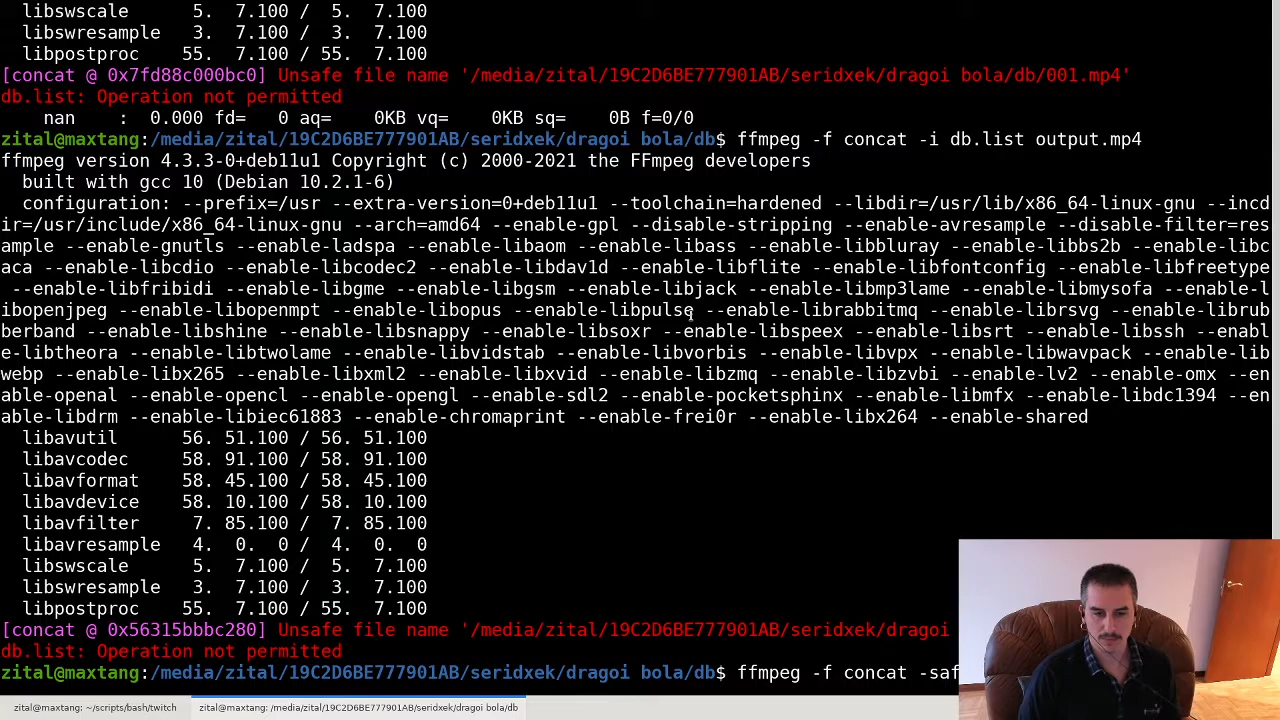 libswscale      5.  7.100 /  5.  7.100
libswresample   3.  7.100 /  3.  7.100
libpostproc    55.  7.100 / 55.  7.100
[concat @ 0x7fd88c000bc0] Unsafe file name '/media/zital/19C2D6BE777901AB/seridxek/dragoi bola/db/001.mp4'
db.list: Operation not permitted
nan    :  0.000 fd=   0 aq=    0KB vq=    0KB sq=    0B f=0/0
zital@maxtang:/media/zital/19C2D6BE777901AB/seridxek/dragoi bola/db$ ffmpeg -f concat -i db.list output.mp4
ffmpeg version 4.3.3-0+deb11u1 Copyright (c) 2000-2021 the FFmpeg developers
built with gcc 10 (Debian 10.2.1-6)
configuration: --prefix=/usr --extra-version=0+deb11u1 --toolchain=hardened --libdir=/usr/lib/x86_64-linux-gnu --incd
ir=/usr/include/x86_64-linux-gnu --arch=amd64 --enable-gpl --disable-stripping --enable-avresample --disable-filter=res
ample --enable-gnutls --enable-ladspa --enable-libaom --enable-libass --enable-libbluray --enable-libbs2b --enable-libc
aca --enable-libcdio --enable-libcodec2 --enable-libdav1d --enable-libflite --enable-libfontconfig --enable-libfreetype
--enable-libfribidi --enable-libgme --enable-libgsm --enable-libjack --enable-libmp3lame --enable-libmysofa --enable-l
ibopenjpeg --enable-libopenmpt --enable-libopus --enable-libpulse --enable-librabbitmq --enable-librsvg --enable-librub
berband --enable-libshine --enable-libsnappy --enable-libsoxr --enable-libspeex --enable-libsrt --enable-libssh --enabl
e-libtheora --enable-libtwolame --enable-libvidstab --enable-libvorbis --enable-libvpx --enable-libwavpack --enable-lib
webp --enable-libx265 --enable-libxml2 --enable-libxvid --enable-libzmq --enable-libzvbi --enable-lv2 --enable-omx --en
able-openal --enable-opencl --enable-opengl --enable-sdl2 --enable-pocketsphinx --enable-libmfx --enable-libdc1394 --en
able-libdrm --enable-libiec61883 --enable-chromaprint --enable-frei0r --enable-libx264 --enable-shared
libavutil      56. 51.100 / 56. 51.100
libavcodec     58. 91.100 / 58. 91.100
libavformat    58. 45.100 / 58. 45.100
libavdevice    58. 10.100 / 58. 10.100
libavfilter     7. 85.100 /  7. 85.100
libavresample   4.  0.  0 /  4.  0.  0
libswscale      5.  7.100 /  5.  7.100
libswresample   3.  7.100 /  3.  7.100
libpostproc    55.  7.100 / 55.  7.100
[concat @ 0x56315bbbc280] Unsafe file name '/media/zital/19C2D6BE777901AB/seridxek/dragoi
db.list: Operation not permitted
zital@maxtang:/media/zital/19C2D6BE777901AB/seridxek/dragoi bola/db$ ffmpeg -f concat -saf
zital@maxtang: ~/scripts/bash/twitch
zital@maxtang: /media/zital/19C2D6BE777901AB/seridxek/dragoi bola/db